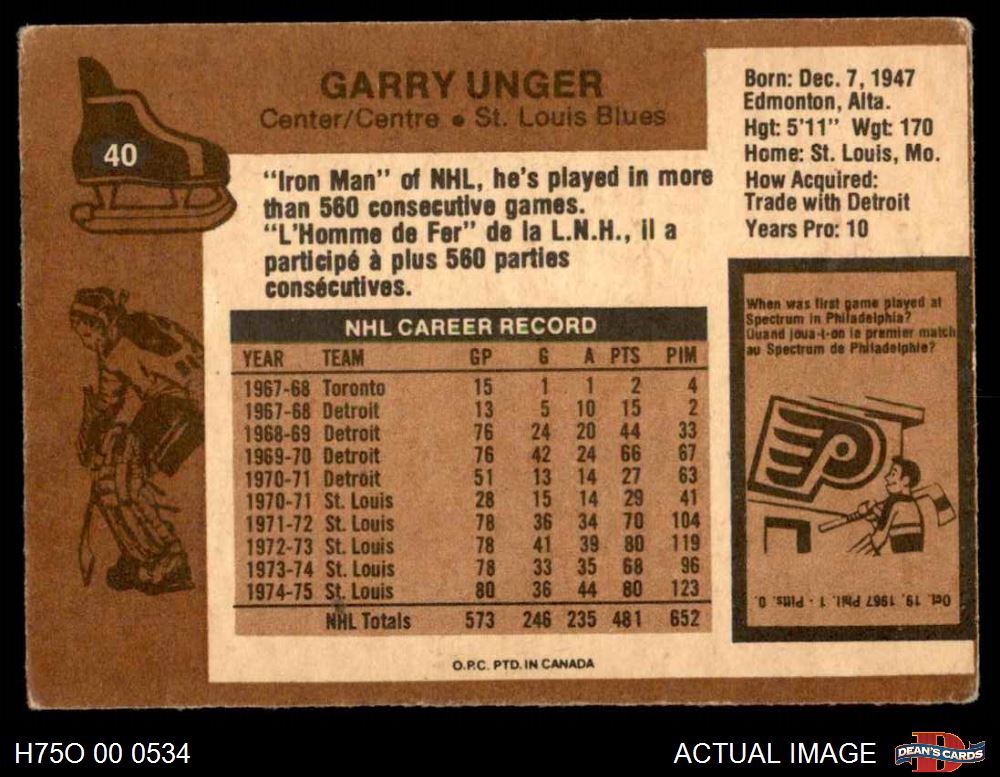 GARRY UNGER
Center/Centre • St. Louis Blues
40
"Iron Man" of NHL, he's played in more
than 560 consecutive games.
"L'Homme de Fer" de la L.N.H., il a
participé à plus 560 parties
consécutives.
Born: Dec. 7, 1947
Edmonton, Alta.
Hgt: 5'11" Wgt: 170
Home: St. Louis, Mo.
How Acquired:
Trade with Detroit
Years Pro: 10
NHL CAREER RECORD
YEAR TEAM GP G A PTS PIM
1967-68 Toronto 15 1 1 2 4
1967-68 Detroit 13 5 10 15 2
1968-69 Detroit 76 24 20 44 33
1969-70 Detroit 76 42 24 66 67
1970-71 Detroit 51 13 14 27 63
1970-71 St. Louis 28 15 14 29 41
1971-72 St. Louis 78 36 34 70 104
1972-73 St. Louis 78 41 39 80 119
1973-74 St. Louis 78 33 35 68 96
1974-75 St. Louis 80 36 44 80 123
NHL Totals 573 246 235 481 652
O.P.C. PTD. IN CANADA
When was first game played at
Spectrum in Philadelphia?
Quand joua-t-on le premier match
au Spectrum de Philadelphie?
P
Oct. 19, 1967 Phil. 1 - Pitts. 0.
H75O 00 0534
ACTUAL IMAGE
D
DEAN'S CARDS